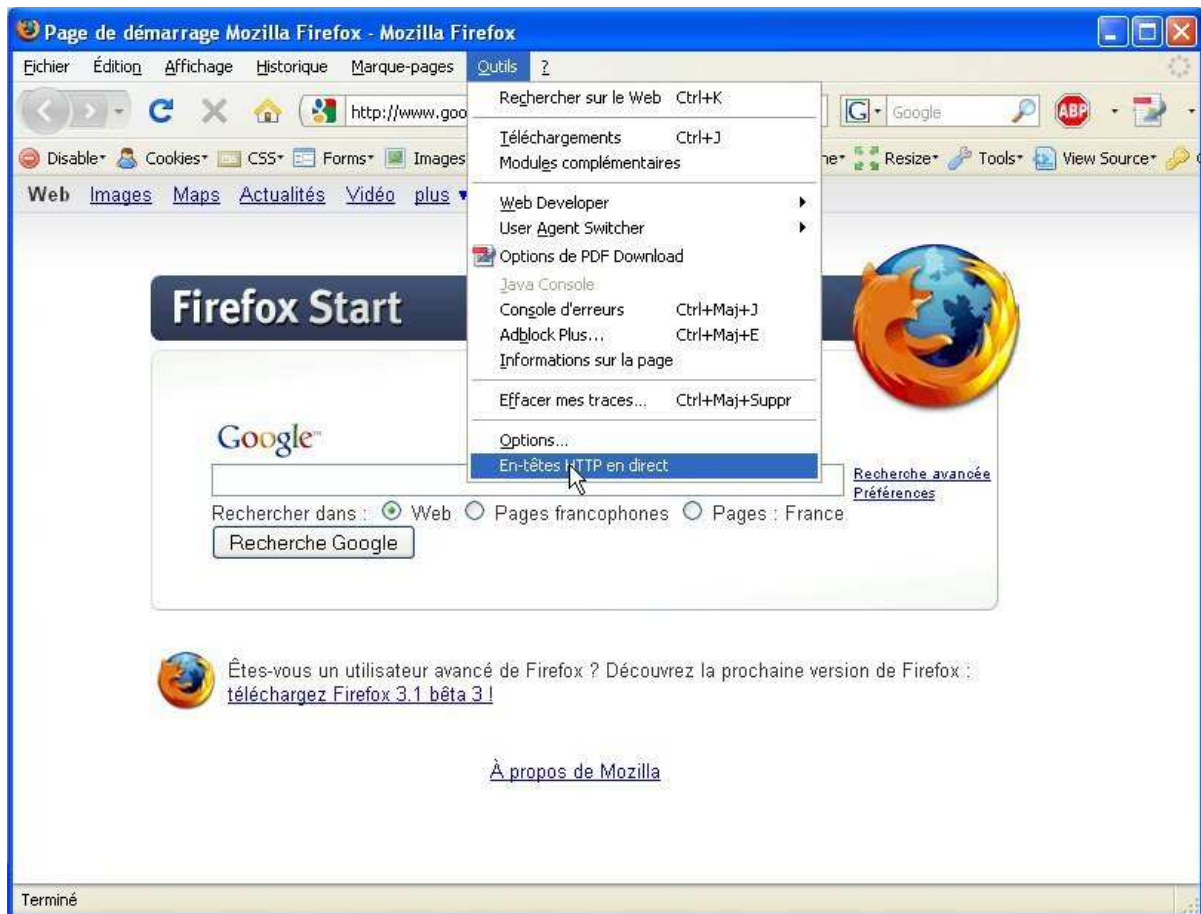 Page de démarrage Mozilla Firefox - Mozilla Firefox
Fichier Édition Affichage Historique Marque-pages Outils ?
http://www.goo
G Google ABP
Disable Cookies CSS Forms Images
Resize Tools View Source
Web Images Maps Actualités Vidéo plus
Rechercher sur le Web Ctrl+K
Téléchargements Ctrl+J
Modules complémentaires
Web Developer
User Agent Switcher
Options de PDF Download
Java Console
Console d'erreurs Ctrl+Maj+J
Adblock Plus... Ctrl+Maj+E
Informations sur la page
Effacer mes traces... Ctrl+Maj+Suppr
Options...
En-têtes HTTP en direct
Firefox Start
Google™
Recherche avancée
Préférences
Rechercher dans : Web Pages francophones Pages : France
Recherche Google
Êtes-vous un utilisateur avancé de Firefox ? Découvrez la prochaine version de Firefox :
téléchargez Firefox 3.1 bêta 3 !
À propos de Mozilla
Terminé